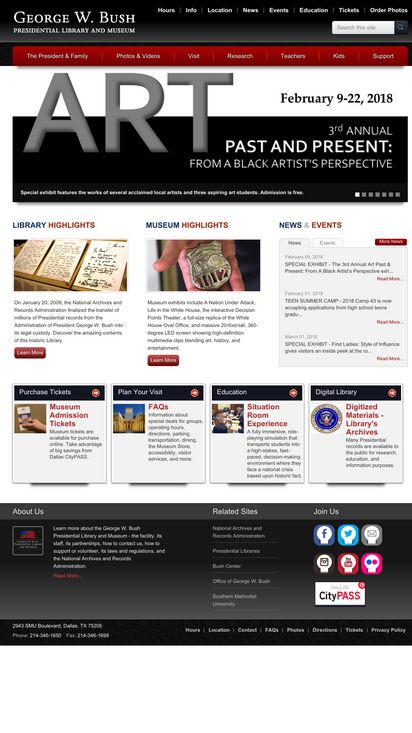 GEORGE W. BUSH
PRESIDENTIAL LIBRARY AND MUSEUM
Hours | Info | Location | News | Events | Education | Tickets | Order Photos
Search this site
The President & Family
Photos & Videos
Visit
Research
Teachers
Kids
Support
ART
February 9-22, 2018
3rd ANNUAL
PAST AND PRESENT:
FROM A BLACK ARTIST'S PERSPECTIVE
Special exhibit features the works of several acclaimed local artists and three aspiring art students. Admission is free.
LIBRARY HIGHLIGHTS
On January 20, 2009, the National Archives and
Records Administration finalized the transfer of
millions of Presidential records from the
Administration of President George W. Bush into
its legal custody. Discover the amazing contents
of this historic Library.
Learn More
MUSEUM HIGHLIGHTS
Museum exhibits include A Nation Under Attack,
Life in the White House, the interactive Decision
Points Theater, a full-size replica of the White
House Oval Office, and massive 20-foot-tall, 360-
degree LED screen showing high-definition
multimedia clips blending art, history, and
entertainment.
Learn More
NEWS & EVENTS
News
Events
More News
February 09, 2018
SPECIAL EXHIBIT - The 3rd Annual Art Past &
Present: From A Black Artist's Perspective exh...
Read More...
February 01, 2018
TEEN SUMMER CAMP - 2018 Camp 43 is now
accepting applications from high school teens
gradu...
Read More...
March 01, 2018
SPECIAL EXHIBIT - First Ladies: Style of Influence
gives visitors an inside peek at the ro...
Read More...
Purchase Tickets
Museum
Admission
Tickets
Museum tickets are
available for purchase
online. Take advantage
of big savings from
Dallas CityPASS.
Plan Your Visit
FAQs
Information about
special deals for groups,
operating hours,
directions, parking,
transportation, dining,
the Museum Store,
accessibility, visitor
services, and more.
Education
Situation
Room
Experience
A fully immersive, role-
playing simulation that
transports students
into a high-stakes, fast-
paced, decision-making
environment where they
face a national crisis
based upon historic fact.
Digital Library
Digitized
Materials -
Library's
Archives
Many Presidential
records are available to
the public for research,
education, and
information purposes.
About Us
GEORGE W. BUSH
Learn more about the George W. Bush
Presidential Library and Museum - the facility, its
staff, its partnerships, how to contact us, how to
support or volunteer, its laws and regulations, and
the National Archives and Records
Administration.
Read More...
Related Sites
National Archives and
Records Administration
Presidential Libraries
Bush Center
Office of George W. Bush
Southern Methodist
University
Join Us
You
Tube
DALLAS
CityPASS
2943 SMU Boulevard, Dallas, TX 75205
Phone: 214-346-1650 Fax: 214-346-1699
Hours | Location | Contact | FAQs | Photos | Directions | Tickets | Privacy Policy